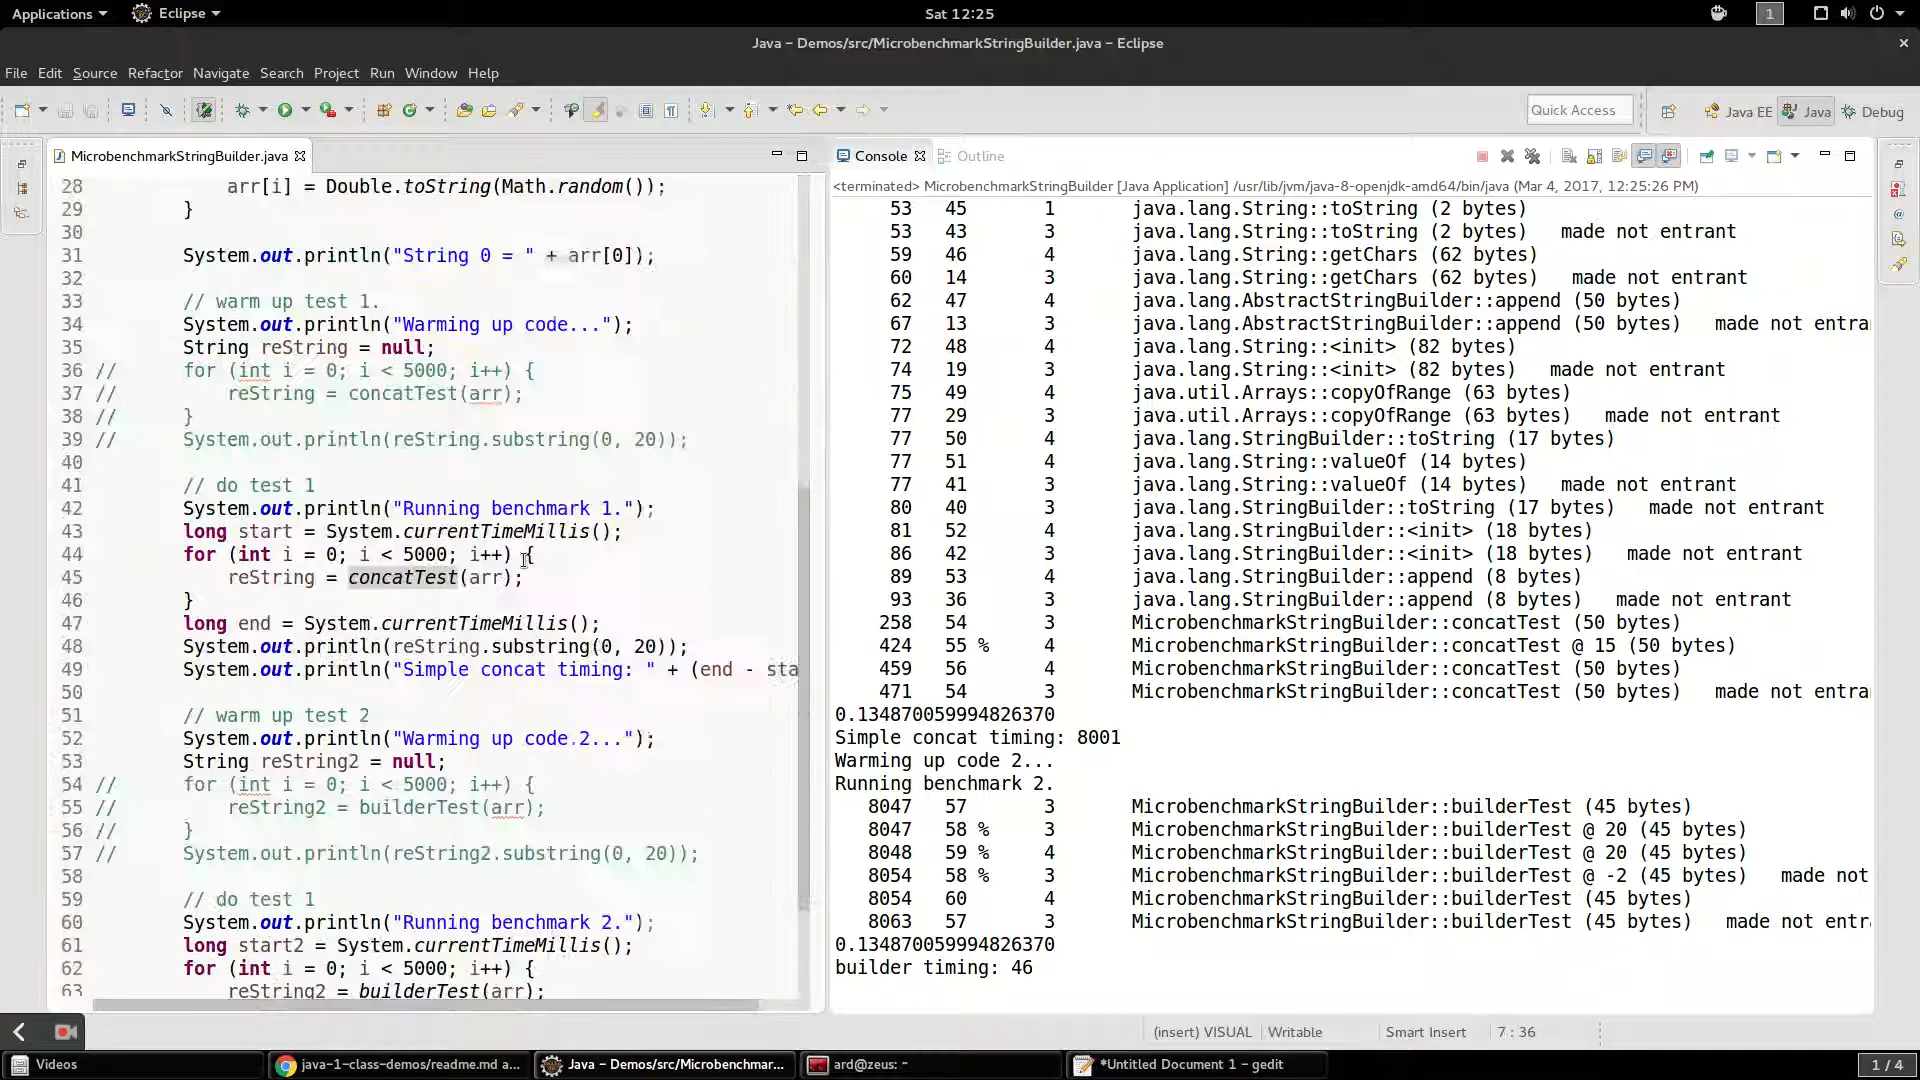 Applications Eclipse Sat 12:25 1
Java – Demos/src/MicrobenchmarkStringBuilder.java – Eclipse
File Edit Source Refactor Navigate Search Project Run Window Help
Quick Access Java EE Java Debug
MicrobenchmarkStringBuilder.java
28 arr[i] = Double.toString(Math.random());
29 }
30
31 System.out.println("String 0 = " + arr[0]);
32
33 // warm up test 1.
34 System.out.println("Warming up code...");
35 String reString = null;
36 // for (int i = 0; i < 5000; i++) {
37 // reString = concatTest(arr);
38 // }
39 // System.out.println(reString.substring(0, 20));
40
41 // do test 1
42 System.out.println("Running benchmark 1.");
43 long start = System.currentTimeMillis();
44 for (int i = 0; i < 5000; i++) {
45 reString = concatTest(arr);
46 }
47 long end = System.currentTimeMillis();
48 System.out.println(reString.substring(0, 20));
49 System.out.println("Simple concat timing: " + (end - sta
50
51 // warm up test 2
52 System.out.println("Warming up code 2...");
53 String reString2 = null;
54 // for (int i = 0; i < 5000; i++) {
55 // reString2 = builderTest(arr);
56 // }
57 // System.out.println(reString2.substring(0, 20));
58
59 // do test 1
60 System.out.println("Running benchmark 2.");
61 long start2 = System.currentTimeMillis();
62 for (int i = 0; i < 5000; i++) {
63 reString2 = builderTest(arr);
Console Outline
<terminated> MicrobenchmarkStringBuilder [Java Application] /usr/lib/jvm/java-8-openjdk-amd64/bin/java (Mar 4, 2017, 12:25:26 PM)
53 45 1 java.lang.String::toString (2 bytes)
53 43 3 java.lang.String::toString (2 bytes) made not entrant
59 46 4 java.lang.String::getChars (62 bytes)
60 14 3 java.lang.String::getChars (62 bytes) made not entrant
62 47 4 java.lang.AbstractStringBuilder::append (50 bytes)
67 13 3 java.lang.AbstractStringBuilder::append (50 bytes) made not entra
72 48 4 java.lang.String::<init> (82 bytes)
74 19 3 java.lang.String::<init> (82 bytes) made not entrant
75 49 4 java.util.Arrays::copyOfRange (63 bytes)
77 29 3 java.util.Arrays::copyOfRange (63 bytes) made not entrant
77 50 4 java.lang.StringBuilder::toString (17 bytes)
77 51 4 java.lang.String::valueOf (14 bytes)
77 41 3 java.lang.String::valueOf (14 bytes) made not entrant
80 40 3 java.lang.StringBuilder::toString (17 bytes) made not entrant
81 52 4 java.lang.StringBuilder::<init> (18 bytes)
86 42 3 java.lang.StringBuilder::<init> (18 bytes) made not entrant
89 53 4 java.lang.StringBuilder::append (8 bytes)
93 36 3 java.lang.StringBuilder::append (8 bytes) made not entrant
258 54 3 MicrobenchmarkStringBuilder::concatTest (50 bytes)
424 55 % 4 MicrobenchmarkStringBuilder::concatTest @ 15 (50 bytes)
459 56 4 MicrobenchmarkStringBuilder::concatTest (50 bytes)
471 54 3 MicrobenchmarkStringBuilder::concatTest (50 bytes) made not entra
0.134870059994826370
Simple concat timing: 8001
Warming up code 2...
Running benchmark 2.
8047 57 3 MicrobenchmarkStringBuilder::builderTest (45 bytes)
8047 58 % 3 MicrobenchmarkStringBuilder::builderTest @ 20 (45 bytes)
8048 59 % 4 MicrobenchmarkStringBuilder::builderTest @ 20 (45 bytes)
8054 58 % 3 MicrobenchmarkStringBuilder::builderTest @ -2 (45 bytes) made not
8054 60 4 MicrobenchmarkStringBuilder::builderTest (45 bytes)
8063 57 3 MicrobenchmarkStringBuilder::builderTest (45 bytes) made not entr
0.134870059994826370
builder timing: 46
(insert) VISUAL Writable Smart Insert 7 : 36
Videos java-1-class-demos/readme.md a... Java – Demos/src/Microbenchmar... ard@zeus: ~ *Untitled Document 1 – gedit 1 / 4